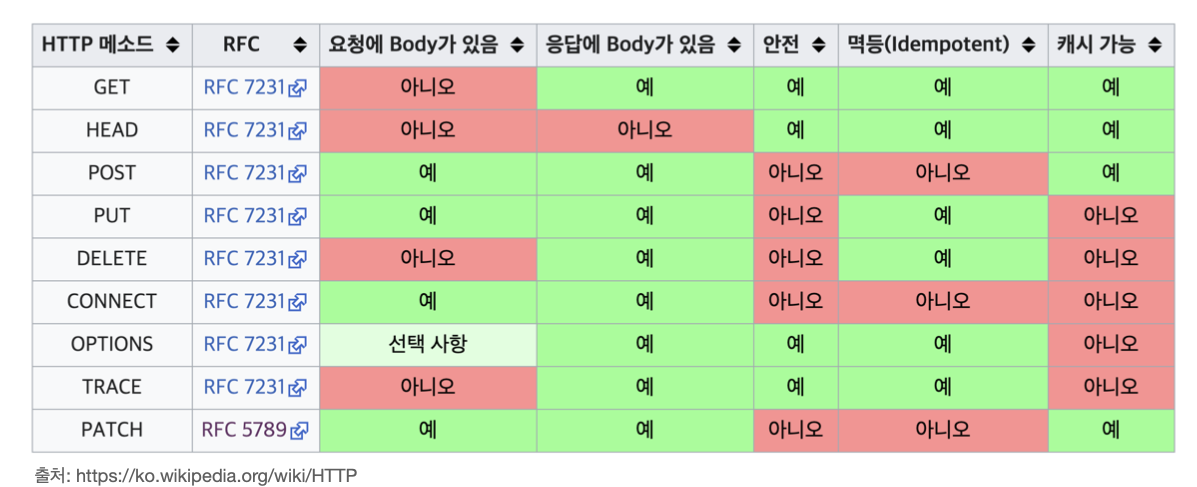 HTTP 메소드 RFC 요청에 Body가 있음 응답에 Body가 있음 안전 멱등(Idempotent) 캐시 가능
GET RFC 7231 아니오 예 예 예 예
HEAD RFC 7231 아니오 아니오 예 예 예
POST RFC 7231 예 예 아니오 아니오 예
PUT RFC 7231 예 예 아니오 예 아니오
DELETE RFC 7231 아니오 예 아니오 예 아니오
CONNECT RFC 7231 예 예 아니오 아니오 아니오
OPTIONS RFC 7231 선택 사항 예 예 예 아니오
TRACE RFC 7231 아니오 예 예 예 아니오
PATCH RFC 5789 예 예 아니오 아니오 예
출처: https://ko.wikipedia.org/wiki/HTTP